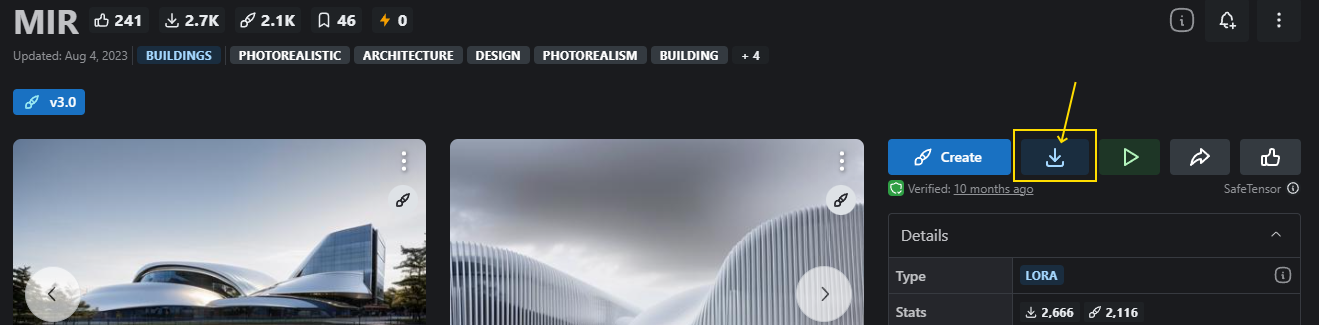 MIR 241 2.7K 2.1K 46 0
Updated: Aug 4, 2023 BUILDINGS PHOTOREALISTIC ARCHITECTURE DESIGN PHOTOREALISM BUILDING + 4
v3.0
Create
Verified: 10 months ago SafeTensor
Details
Type LORA
Stats 2,666 2,116